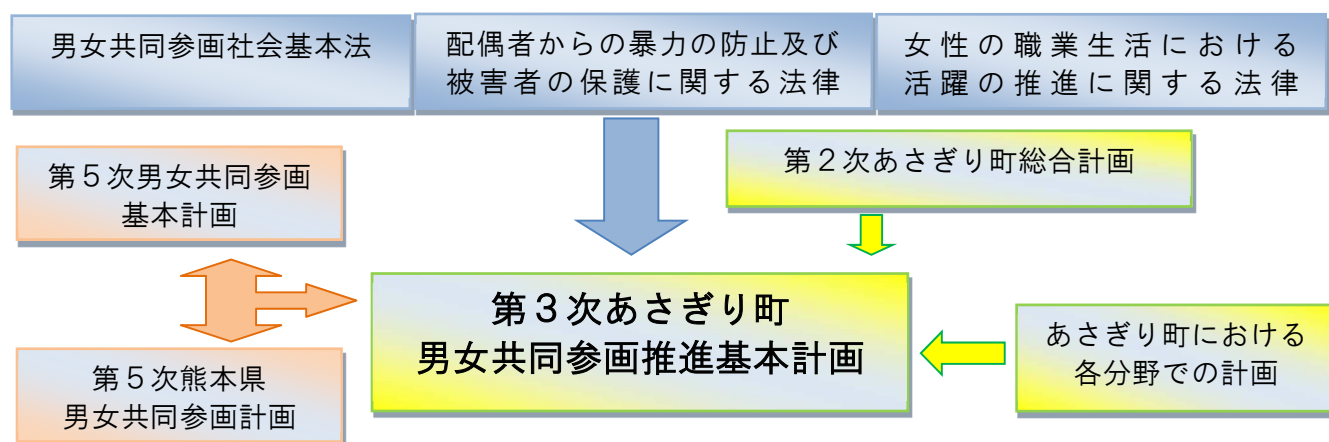 男女共同参画社会基本法
配偶者からの暴力の防止及び
被害者の保護に関する法律
女性の職業生活における
活躍の推進に関する法律
第2次あさぎり町総合計画
第5次男女共同参画
基本計画
第3次あさぎり町
男女共同参画推進基本計画
あさぎり町における
各分野での計画
第5次熊本県
男女共同参画計画